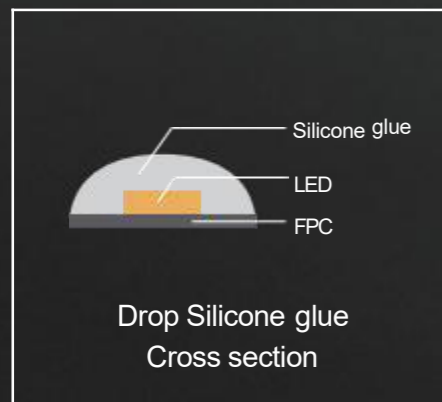 Silicone glue
LED
FPC
Drop Silicone glue
Cross section